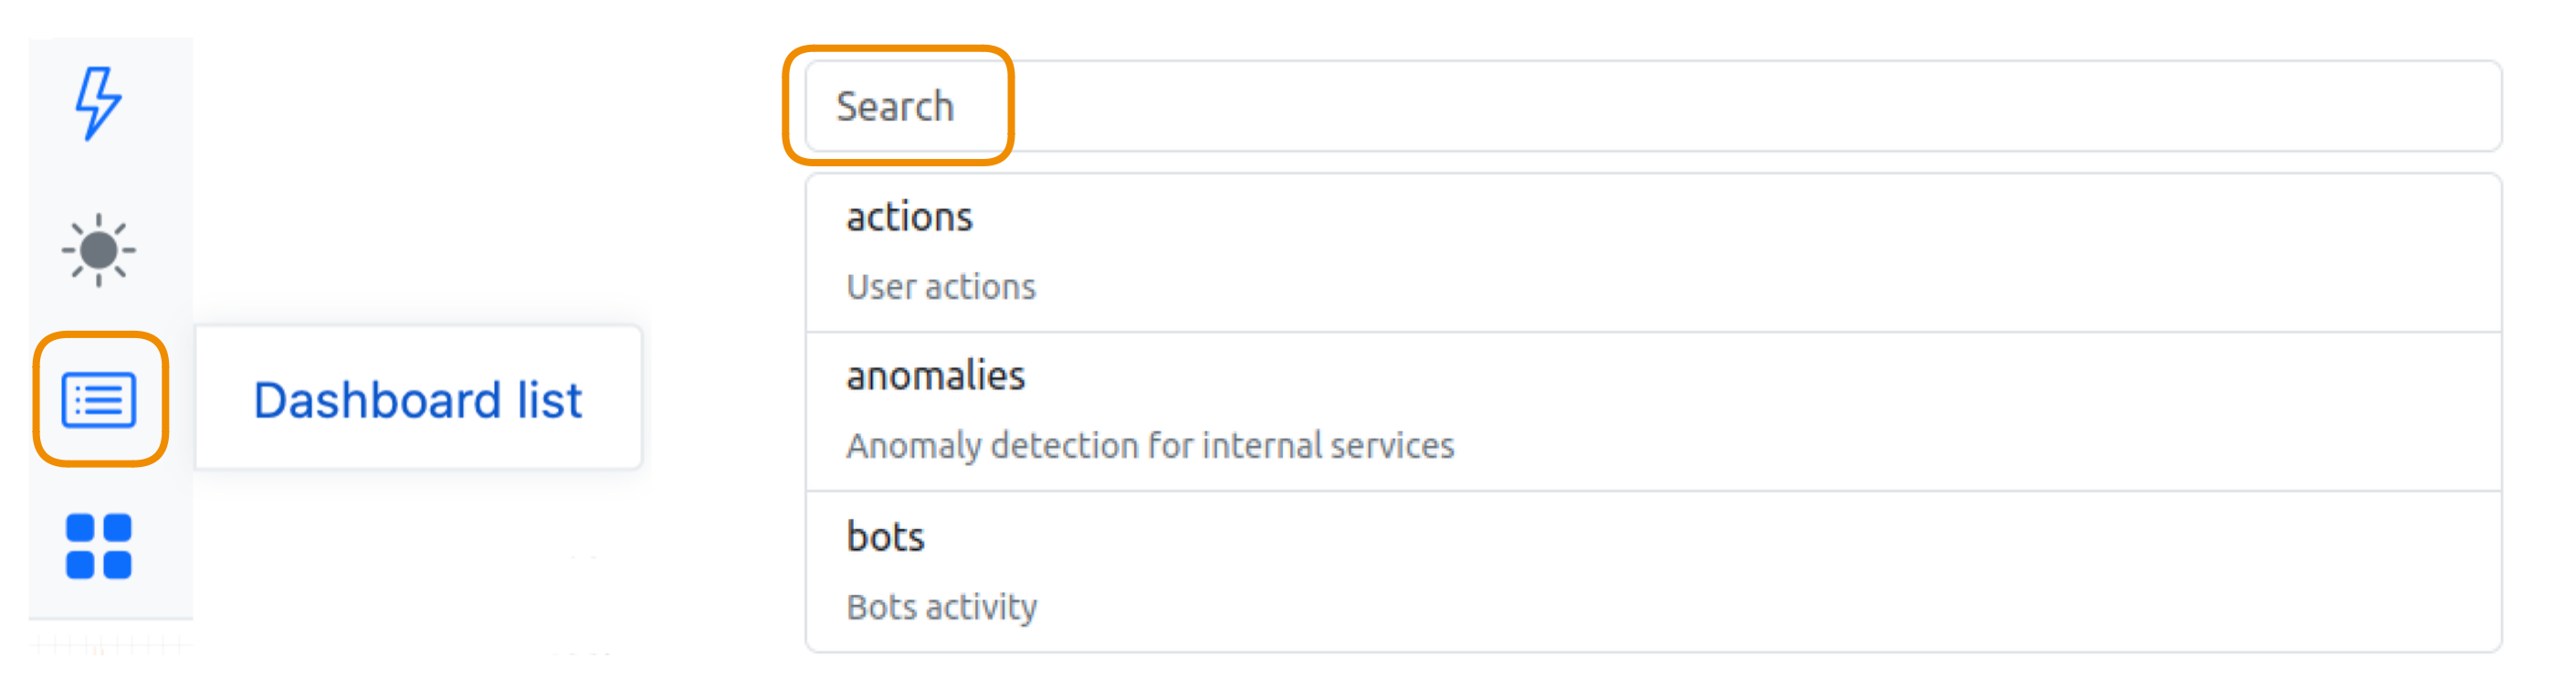 Dashboard list
Search
actions
User actions
anomalies
Anomaly detection for internal services
bots
Bots activity